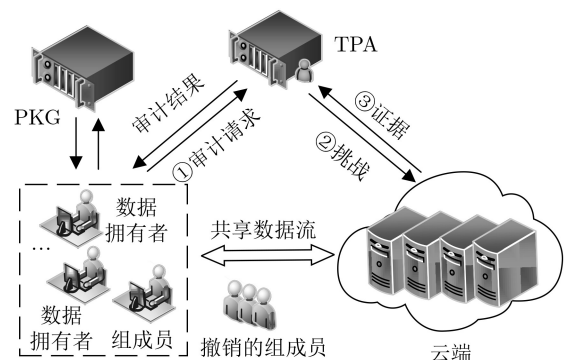 TPA
PKG
审计结果
①审计请求
③证据
②挑战
数据
拥有者
...
共享数据流
数据
拥有者
组成员
撤销的组成员
云端